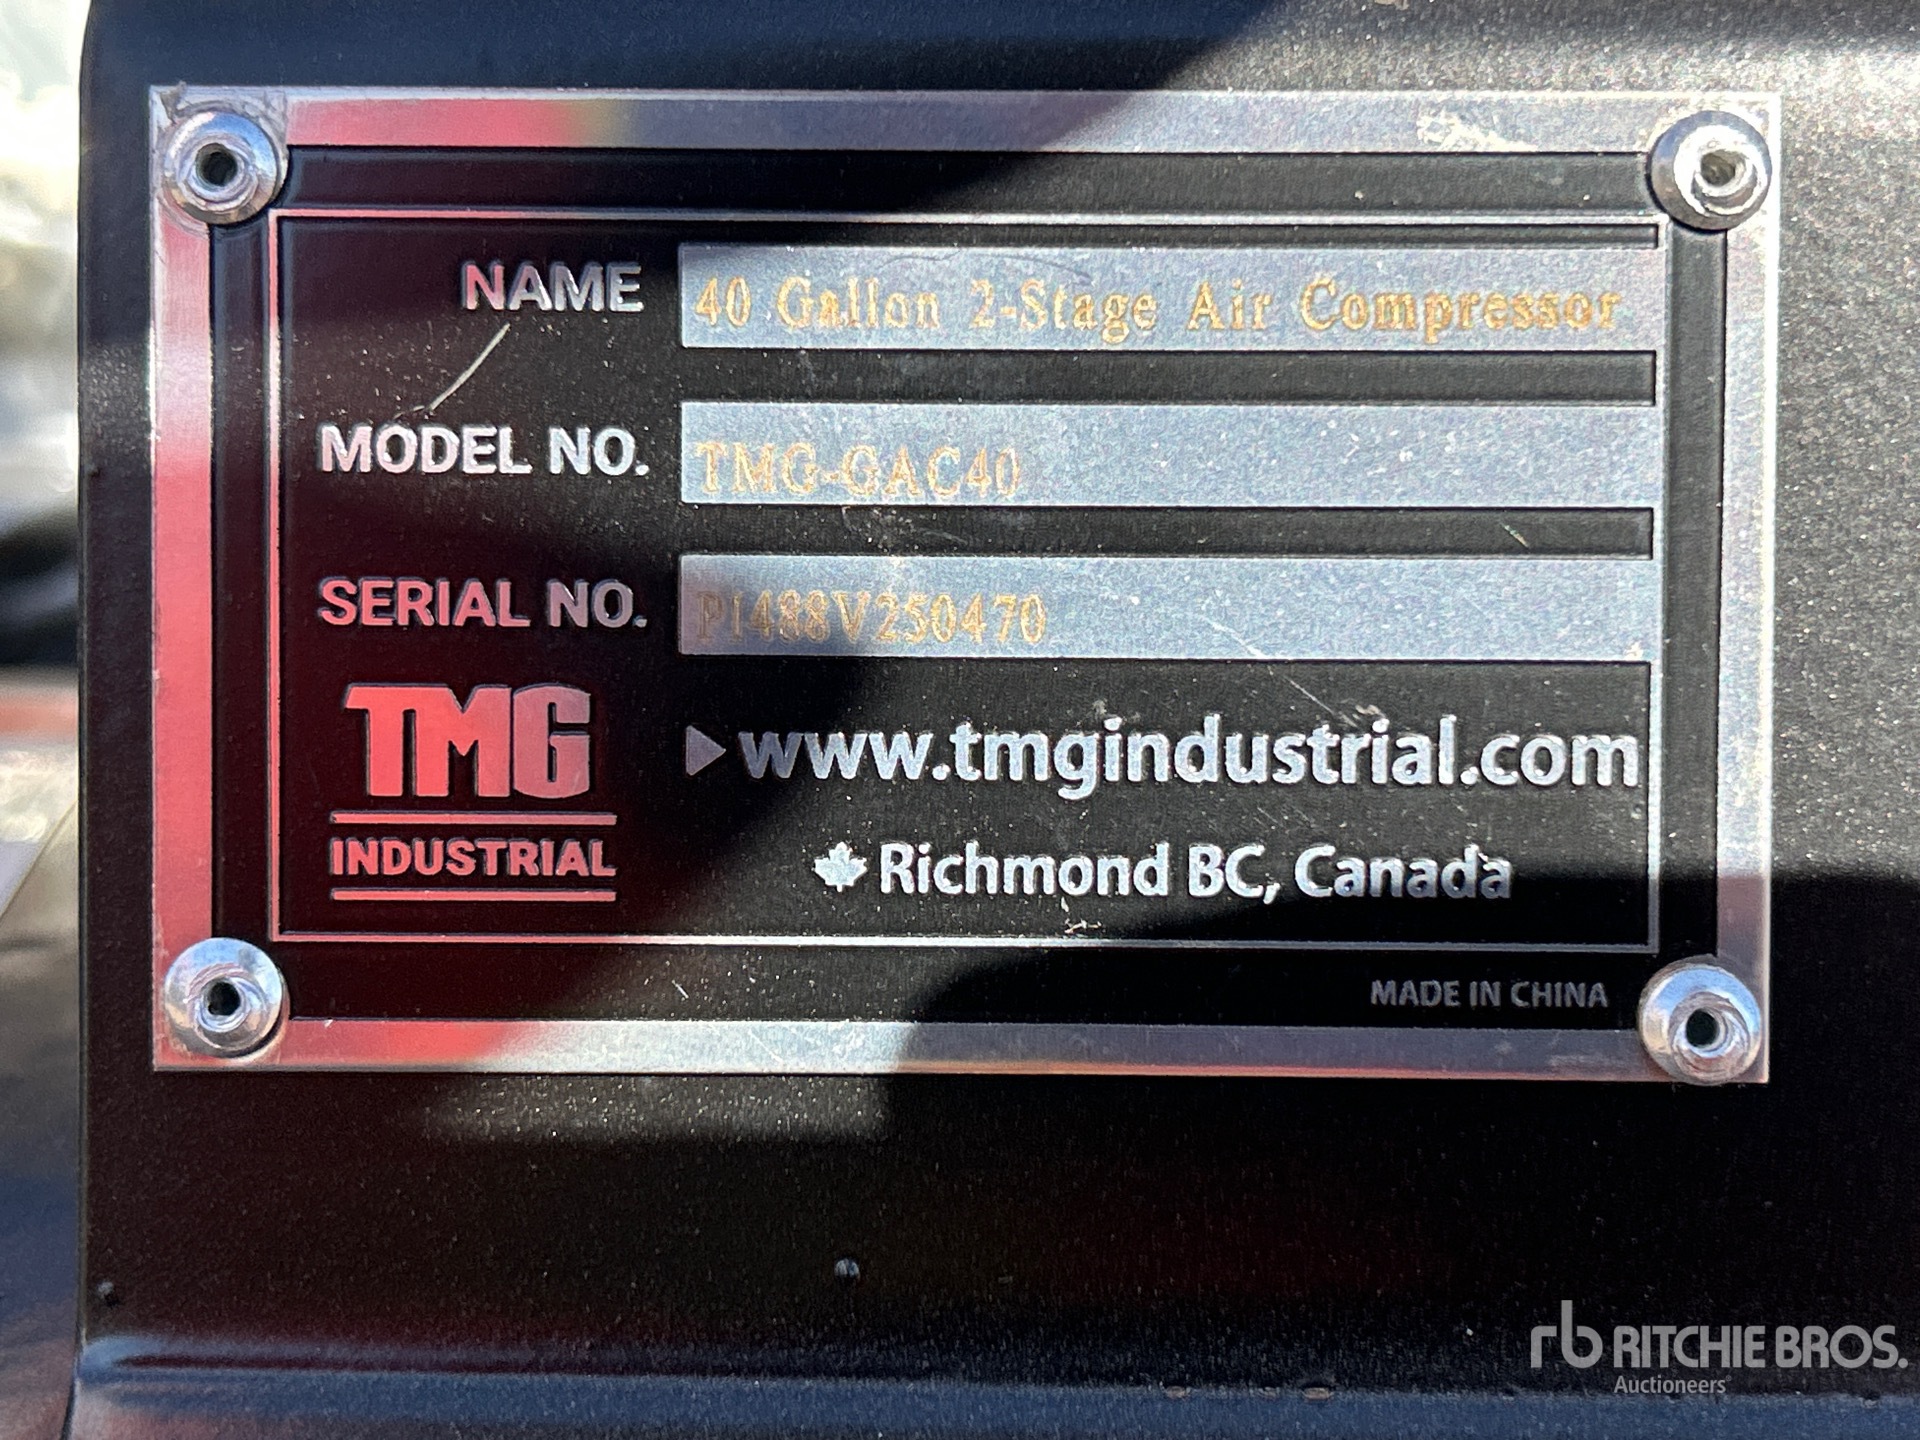 NAME 40 Gallon 2-Stage Air Compressor
MODEL NO. TMG-GAC40
SERIAL NO. P1488V250470
TMG
INDUSTRIAL
www.tmgindustrial.com
Richmond BC, Canada
MADE IN CHINA
rb RITCHIE BROS.
Auctioneers